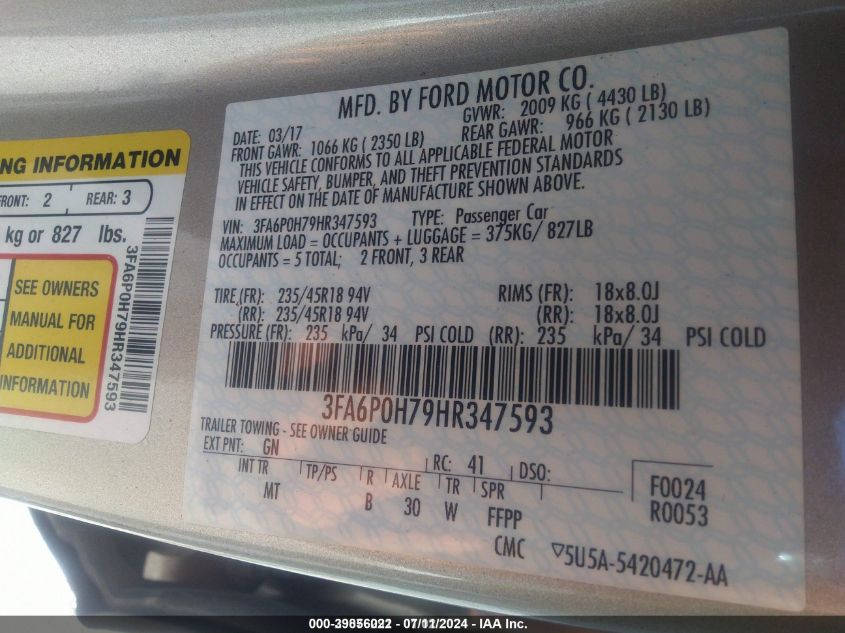 NG INFORMATION
FRONT: 2 REAR: 3
kg or 827 lbs.
SEE OWNERS
MANUAL FOR
ADDITIONAL
INFORMATION
3FA6P0H79HR347593
MFD. BY FORD MOTOR CO.
DATE: 03/17 GVWR: 2009 KG ( 4430 LB)
FRONT GAWR: 1066 KG ( 2350 LB) REAR GAWR: 966 KG ( 2130 LB)
THIS VEHICLE CONFORMS TO ALL APPLICABLE FEDERAL MOTOR
VEHICLE SAFETY, BUMPER, AND THEFT PREVENTION STANDARDS
IN EFFECT ON THE DATE OF MANUFACTURE SHOWN ABOVE.
VIN: 3FA6P0H79HR347593 TYPE: Passenger Car
MAXIMUM LOAD = OCCUPANTS + LUGGAGE = 375KG/ 827LB
OCCUPANTS = 5 TOTAL; 2 FRONT, 3 REAR
TIRE (FR): 235/45R18 94V RIMS (FR): 18x8.0J
(RR): 235/45R18 94V (RR): 18x8.0J
PRESSURE (FR): 235 kPa/ 34 PSI COLD (RR): 235 kPa/ 34 PSI COLD
3FA6P0H79HR347593
TRAILER TOWING - SEE OWNER GUIDE
EXT PNT: GN RC: 41 DSO:
INT TR TP/PS R AXLE TR SPR F0024
MT B 30 W FFPP R0053
CMC ▽5U5A-5420472-AA
07/2024 - IAA Inc.